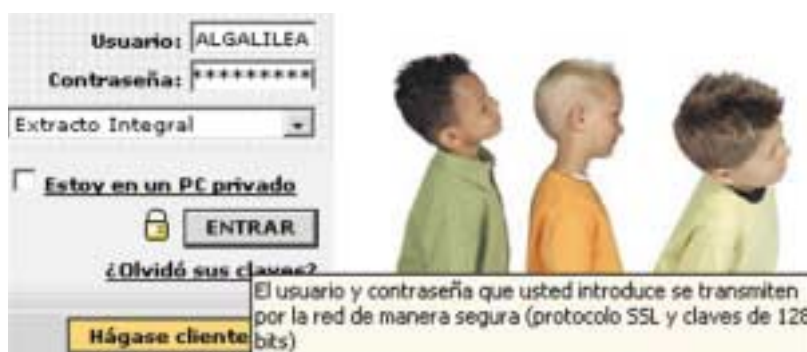 Usuario: ALGALILEA
Contraseña: *********
Extracto Integral
Estoy en un PC privado
ENTRAR
¿Olvidó sus claves?
El usuario y contraseña que usted introduce se transmiten
por la red de manera segura (protocolo SSL y claves de 128
bits)
Hágase cliente